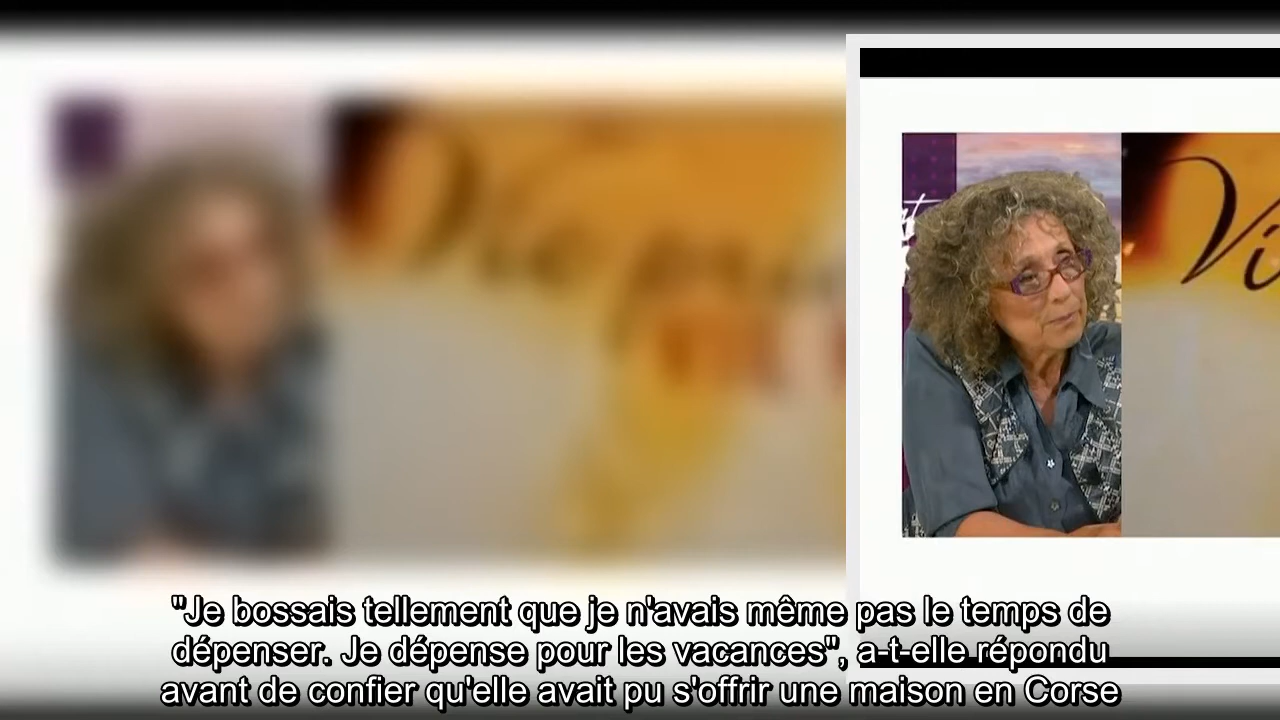 Vi
"Je bossais tellement que je n'avais même pas le temps de
dépenser. Je dépense pour les vacances", a-t-elle répondu
avant de confier qu'elle avait pu s'offrir une maison en Corse